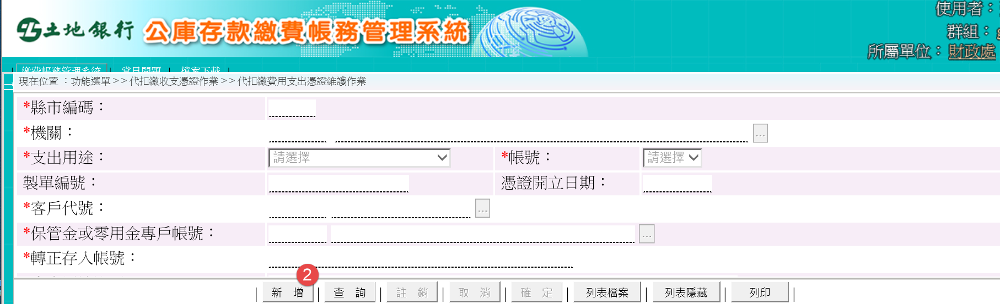 土地銀行 公庫存款繳費帳務管理系統
使用者：
群組：
所屬單位：財政處
| 繳費帳務管理系統 | 常見問題 | 檔案下載 |
現在位置 ：功能選單>>代扣繳收支憑證作業>>代扣繳費用支出憑證維護作業
*縣市編碼：
*機關： ...
*支出用途： 請選擇 *帳號： 請選擇
製單編號： 憑證開立日期：
*客戶代號： ...
*保管金或零用金專戶帳號： ...
*轉正存入帳號：
2
| 新 增 | 查 詢 | 註 銷 | 取 消 | 確 定 | 列表檔案 | 列表隱藏 | 列印 |